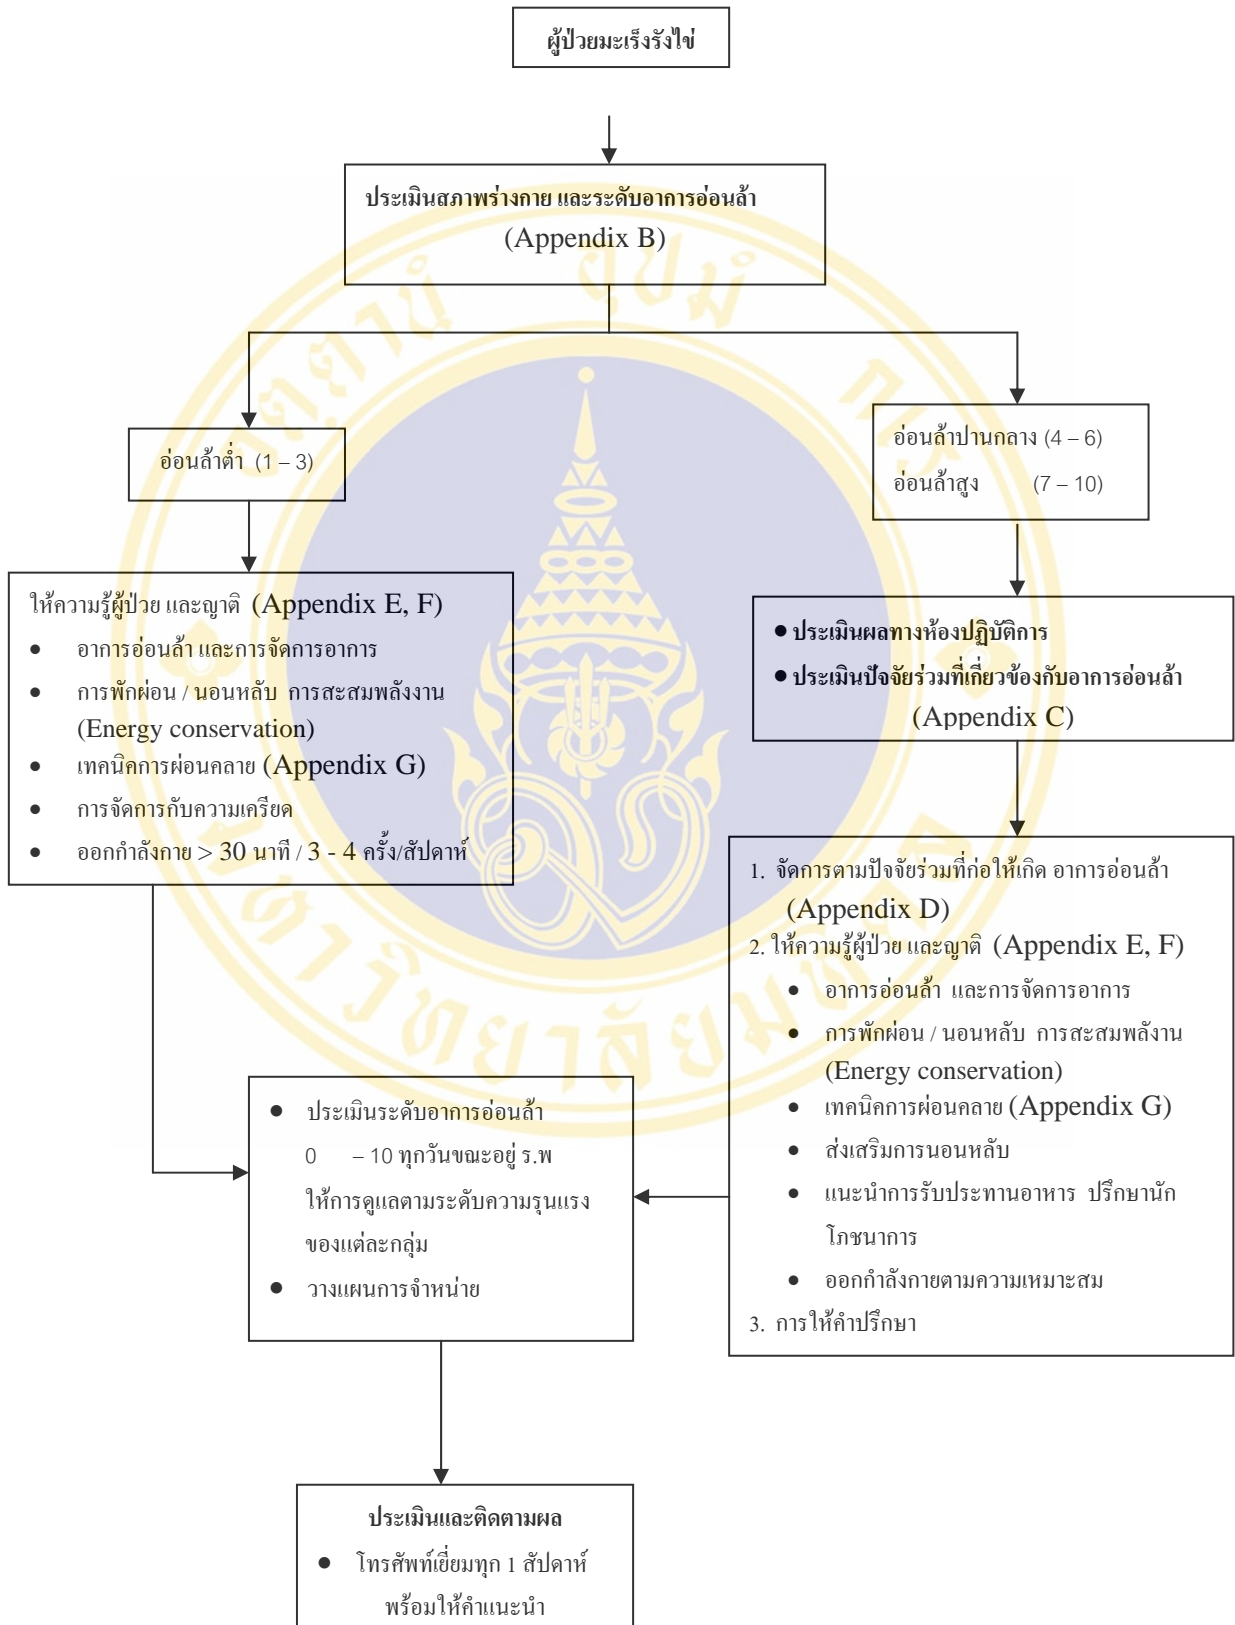 ผู้ป่วยมะเร็งรังไข่
ประเมินสภาพร่างกาย และระดับอาการอ่อนล้า
(Appendix B)
อ่อนล้าต่ำ (1 – 3)
อ่อนล้าปานกลาง (4 – 6)
อ่อนล้าสูง (7 – 10)
ให้ความรู้ผู้ป่วย และญาติ (Appendix E, F)
• อาการอ่อนล้า และการจัดการอาการ
• การพักผ่อน / นอนหลับ การสะสมพลังงาน
(Energy conservation)
• เทคนิคการผ่อนคลาย (Appendix G)
• การจัดการกับความเครียด
• ออกกำลังกาย > 30 นาที / 3 - 4 ครั้ง/สัปดาห์
• ประเมินผลทางห้องปฏิบัติการ
• ประเมินปัจจัยร่วมที่เกี่ยวข้องกับอาการอ่อนล้า
(Appendix C)
1. จัดการตามปัจจัยร่วมที่ก่อให้เกิด อาการอ่อนล้า
(Appendix D)
2. ให้ความรู้ผู้ป่วย และญาติ (Appendix E, F)
• อาการอ่อนล้า และการจัดการอาการ
• การพักผ่อน / นอนหลับ การสะสมพลังาน
(Energy conservation)
• เทคนิคการผ่อนคลาย (Appendix G)
• ส่งเสริมการนอนหลับ
• แนะนำการรับประทานอาหาร ปรึกษานัก
โภชนาการ
• ออกกำลังกายตามความเหมาะสม
3. การให้คำปรึกษา
• ประเมินระดับอาการอ่อนล้า
0 – 10 ทุกวันขณะอยู่ ร.พ
ให้การดูแลตามระดับความรุนแรง
ของแต่ละกลุ่ม
• วางแผนการจำหน่าย
ประเมินและติดตามผล
• โทรศัพท์เยี่ยมทุก 1 สัปดาห์
พร้อมให้คำแนะนำ
อตฺตานํ อุปมํ กเร
มหาวิทยาลัยมหิดล